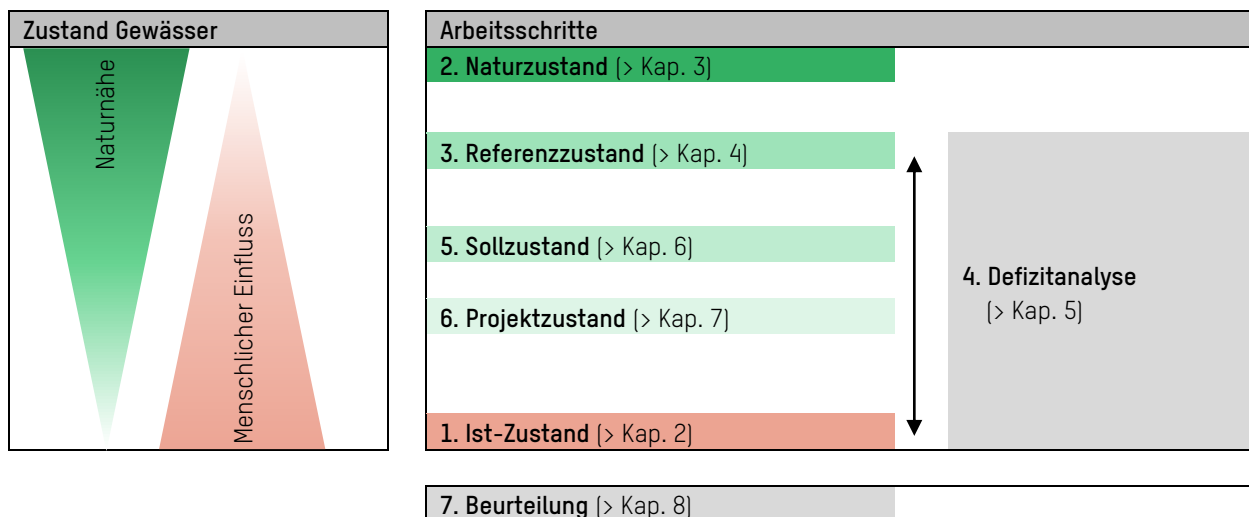 Zustand Gewässer
Naturnähe
Menschlicher Einfluss
Arbeitsschritte
2. Naturzustand (> Kap. 3)
3. Referenzzustand (> Kap. 4)
5. Sollzustand (> Kap. 6)
6. Projektzustand (> Kap. 7)
1. Ist-Zustand (> Kap. 2)
4. Defizitanalyse
(> Kap. 5)
7. Beurteilung (> Kap. 8)